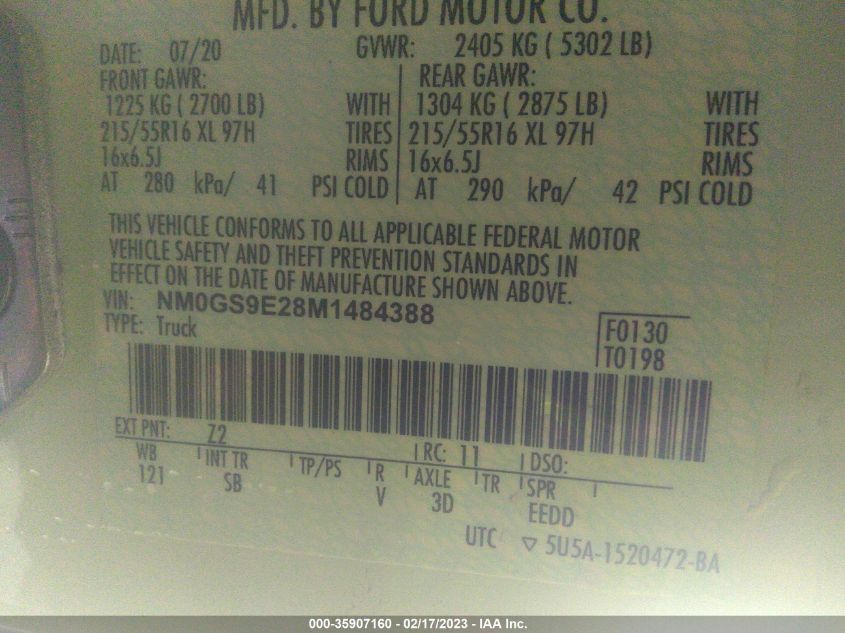 MFD. BY FORD MOTOR CO.
DATE: 07/20 GVWR: 2405 KG ( 5302 LB)
FRONT GAWR: REAR GAWR:
1225 KG ( 2700 LB) WITH 1304 KG ( 2875 LB) WITH
215/55R16 XL 97H TIRES 215/55R16 XL 97H TIRES
16x6.5J RIMS 16x6.5J RIMS
AT 280 kPa/ 41 PSI COLD AT 290 kPa/ 42 PSI COLD
THIS VEHICLE CONFORMS TO ALL APPLICABLE FEDERAL MOTOR
VEHICLE SAFETY AND THEFT PREVENTION STANDARDS IN
EFFECT ON THE DATE OF MANUFACTURE SHOWN ABOVE.
VIN: NM0GS9E28M1484388
TYPE: Truck
F0130
T0198
EXT PNT: Z2 RC: 11 DSO:
WB INT TR TP/PS R AXLE TR SPR
121 SB V 3D EEDD
UTC ▽ 5U5A-1520472-BA
000-35907160 - 02/17/2023 - IAA Inc.